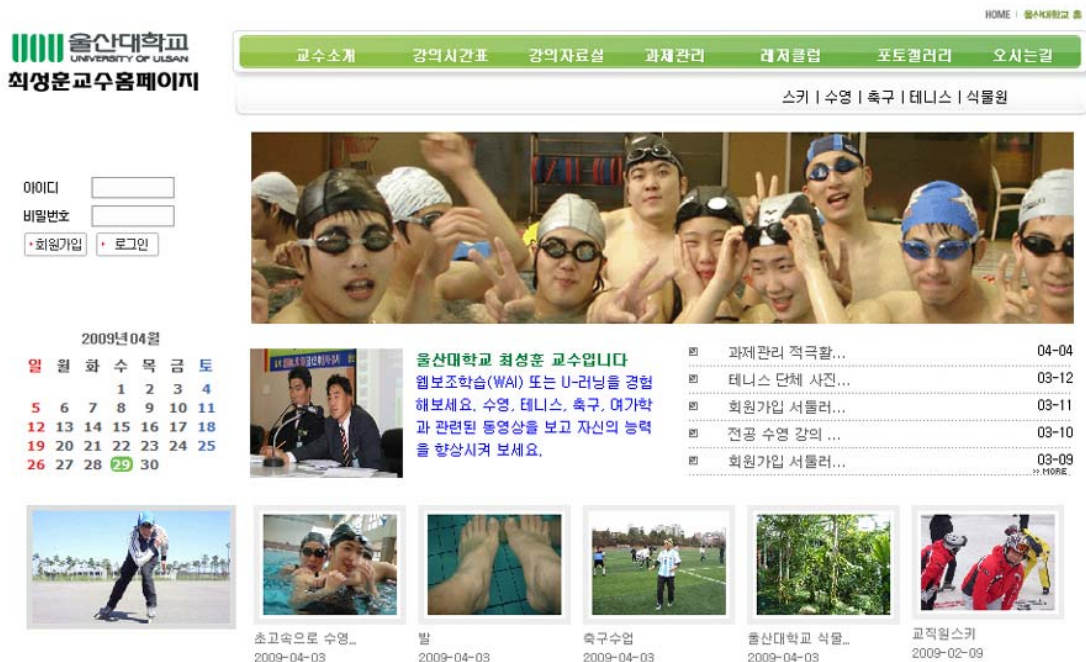 HOME | 울산대학교 홈
울산대학교
UNIVERSITY OF ULSAN
최성훈교수홈페이지
교수소개 강의시간표 강의자료실 과제관리 레저클럽 포토갤러리 오시는길
스키 | 수영 | 축구 | 테니스 | 식물원
아이디
비밀번호
회원가입 로그인
2009년 04월
일 월 화 수 목 금 토
1 2 3 4
5 6 7 8 9 10 11
12 13 14 15 16 17 18
19 20 21 22 23 24 25
26 27 28 29 30
울산대학교 최성훈 교수입니다
웹보조학습(WAI) 또는 U-러닝을 경험
해보세요. 수영, 테니스, 축구, 여가학
과 관련된 동영상을 보고 자신의 능력
을 향상시켜 보세요.
과제관리 적극활... 04-04
테니스 단체 사진... 03-12
회원가입 서둘러... 03-11
전공 수영 강의 ... 03-10
회원가입 서둘러... 03-09
» MORE
초고속으로 수영...
2009-04-03
발
2009-04-03
축구수업
2009-04-03
울산대학교 식물...
2009-04-03
교직원스키
2009-02-09